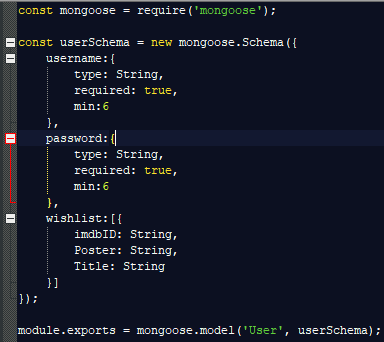 const mongoose = require('mongoose');
const userSchema = new mongoose.Schema({
username:{
type: String,
required: true,
min:6
},
password:{
type: String,
required: true,
min:6
},
wishlist:[{
imdbID: String,
Poster: String,
Title: String
}]
});
module.exports = mongoose.model('User', userSchema);